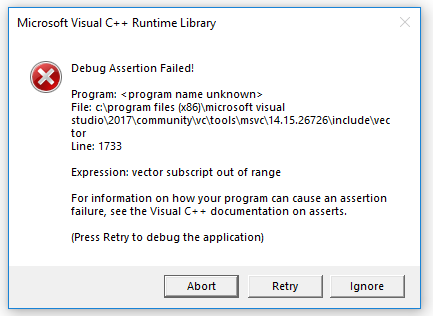 Microsoft Visual C++ Runtime Library
Debug Assertion Failed!
Program: <program name unknown>
File: c:\program files (x86)\microsoft visual
studio\2017\community\vc\tools\msvc\14.15.26726\include\vec
tor
Line: 1733
Expression: vector subscript out of range
For information on how your program can cause an assertion
failure, see the Visual C++ documentation on asserts.
(Press Retry to debug the application)
Abort Retry Ignore